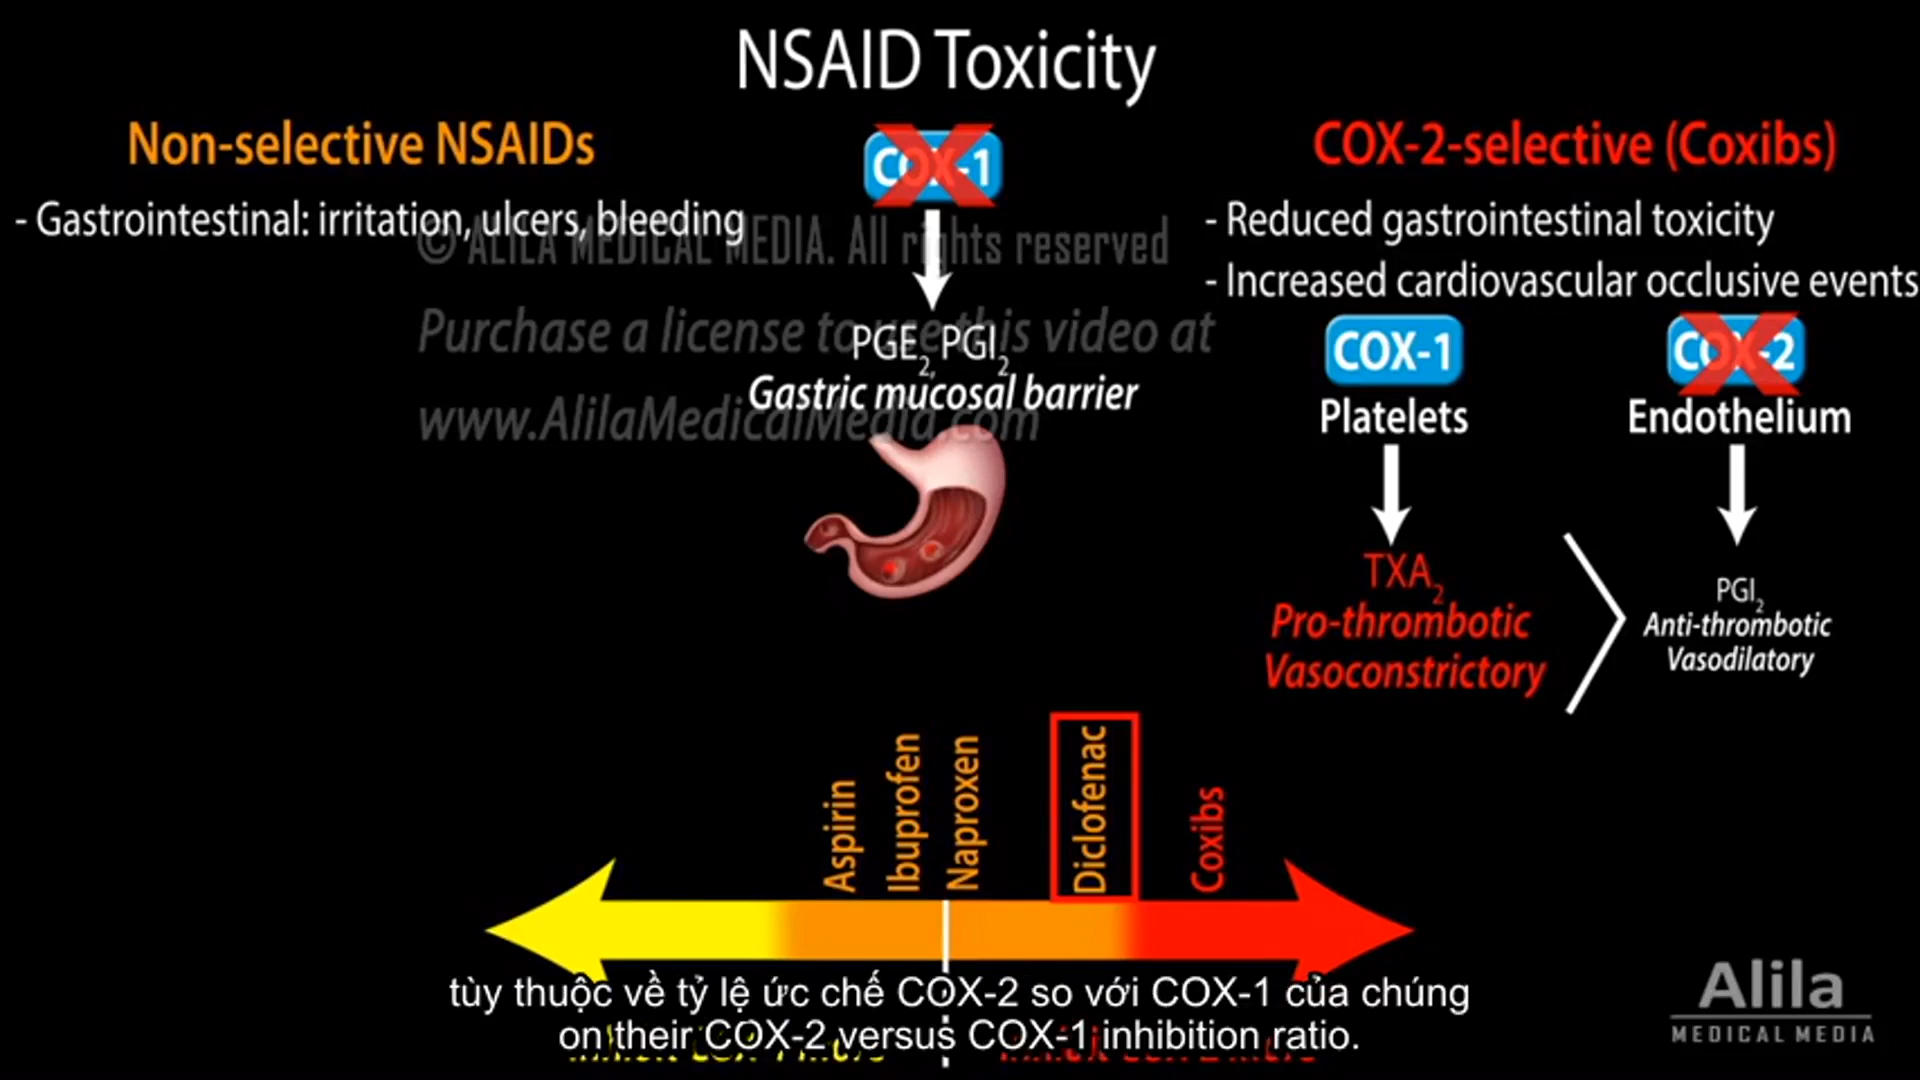 NSAID Toxicity
Non-selective NSAIDs
- Gastrointestinal: irritation, ulcers, bleeding
COX-1
PGE2, PGI2
Gastric mucosal barrier
COX-2-selective (Coxibs)
- Reduced gastrointestinal toxicity
- Increased cardiovascular occlusive events
COX-1
COX-2
Platelets
Endothelium
TXA2
Pro-thrombotic
Vasoconstrictory
PGI2
Anti-thrombotic
Vasodilatory
© ALILA MEDICAL MEDIA. All rights reserved
Purchase a license to use this video at
www.AlilaMedicalMedia.com
Aspirin
Ibuprofen
Naproxen
Diclofenac
Coxibs
tùy thuộc về tỷ lệ ức chế COX-2 so với COX-1 của chúng
on their COX-2 versus COX-1 inhibition ratio.
Alila
MEDICAL MEDIA